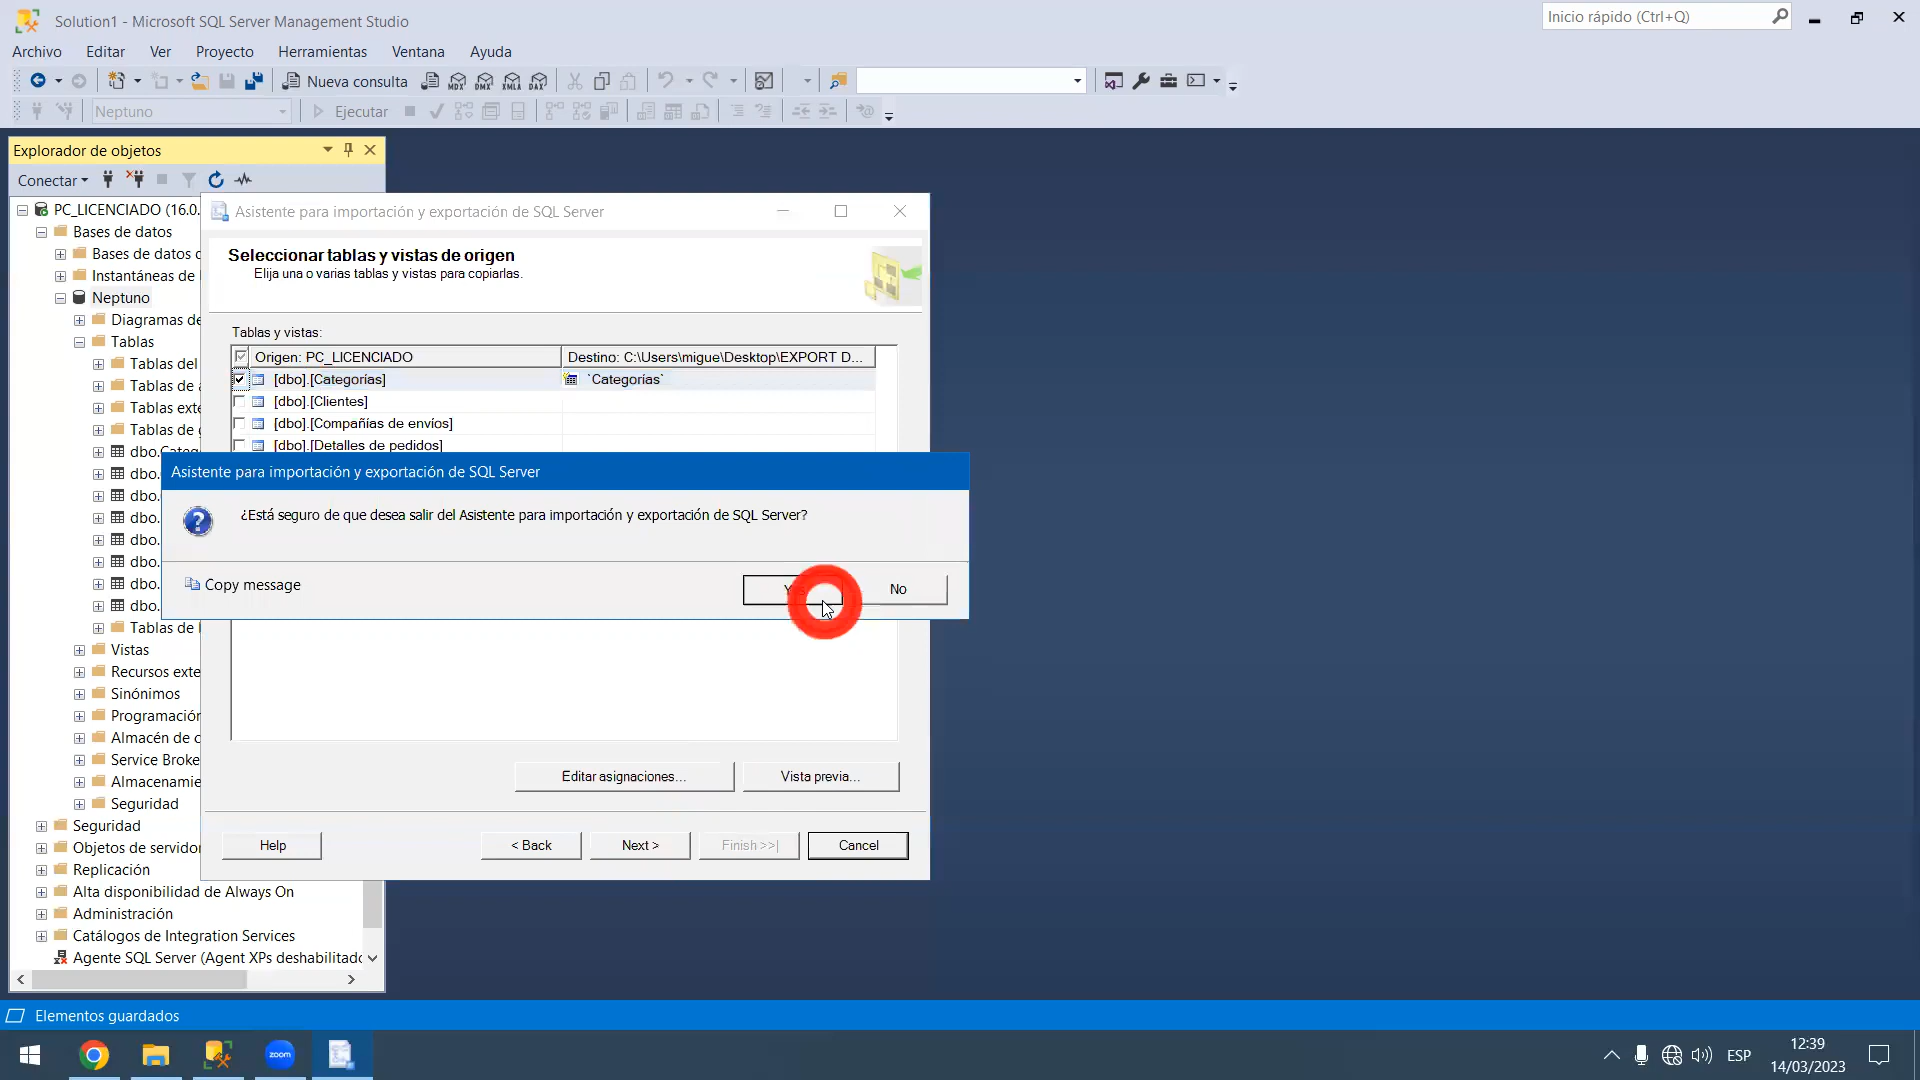 Solution1 - Microsoft SQL Server Management Studio
Inicio rápido (Ctrl+Q)
Archivo Editar Ver Proyecto Herramientas Ventana Ayuda
Nueva consulta MDX DMX XMLA DAX
Neptuno Ejecutar
Explorador de objetos
Conectar
PC_LICENCIADO (16.0.
Bases de datos
Bases de datos
Instantáneas de
Neptuno
Diagramas de
Tablas
Tablas del
Tablas de
Tablas exte
Tablas de
dbo.Categ
dbo.
dbo.
dbo.
dbo.
dbo.
dbo.
dbo.
Tablas de
Vistas
Recursos exte
Sinónimos
Programación
Almacén de c
Service Broke
Almacenamie
Seguridad
Seguridad
Objetos de servidor
Replicación
Alta disponibilidad de Always On
Administración
Catálogos de Integration Services
Agente SQL Server (Agent XPs deshabilitado
Asistente para importación y exportación de SQL Server
Seleccionar tablas y vistas de origen
Elija una o varias tablas y vistas para copiarlas.
Tablas y vistas:
Origen: PC_LICENCIADO Destino: C:\Users\migue\Desktop\EXPORT D...
[dbo].[Categorías] `Categorías`
[dbo].[Clientes]
[dbo].[Compañías de envíos]
[dbo].[Detalles de pedidos]
Asistente para importación y exportación de SQL Server
¿Está seguro de que desea salir del Asistente para importación y exportación de SQL Server?
Copy message
Yes
No
Editar asignaciones... Vista previa...
Help < Back Next > Finish >>| Cancel
Elementos guardados
zoom
ESP
12:39
14/03/2023